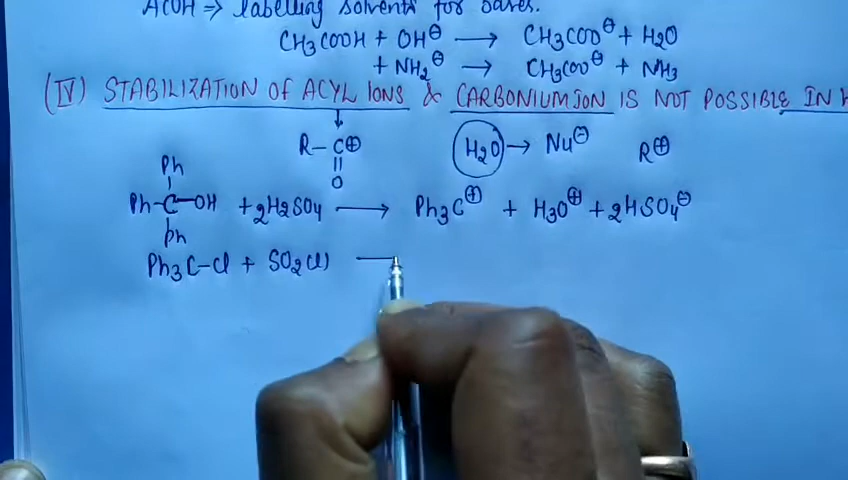 ACOH ⇒ labelling solvents for bases.
CH3COOH + OH⊖ → CH3COO⊖ + H2O
+ NH2⊖ → CH3COO⊖ + NH3
(IV) STABILIZATION OF ACYL IONS & CARBONIUM ION IS NOT POSSIBLE IN
R–C⊕ H2O → Nu⊖ R⊕
O
Ph
Ph–C–OH + 2H2SO4 → Ph3C⊕ + H3O⊕ + 2HSO4⊖
Ph
Ph3C–Cl + SO2(l) —